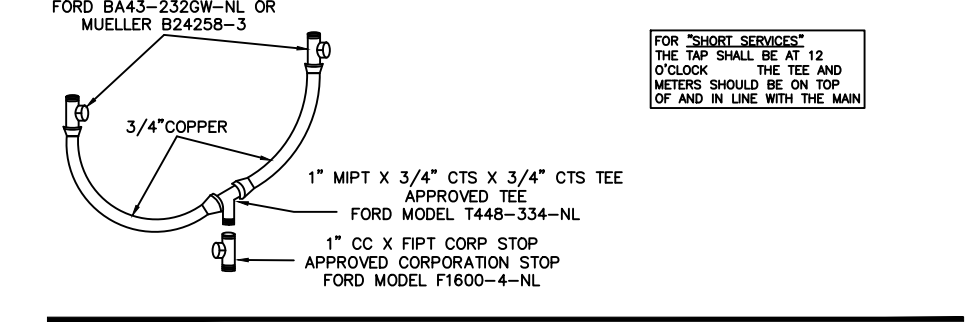 FORD BA43-232GW-NL OR
MUELLER B24258-3
FOR "SHORT SERVICES"
THE TAP SHALL BE AT 12
O'CLOCK THE TEE AND
METERS SHOULD BE ON TOP
OF AND IN LINE WITH THE MAIN
3/4"COPPER
1" MIPT X 3/4" CTS X 3/4" CTS TEE
APPROVED TEE
FORD MODEL T448-334-NL
1" CC X FIPT CORP STOP
APPROVED CORPORATION STOP
FORD MODEL F1600-4-NL